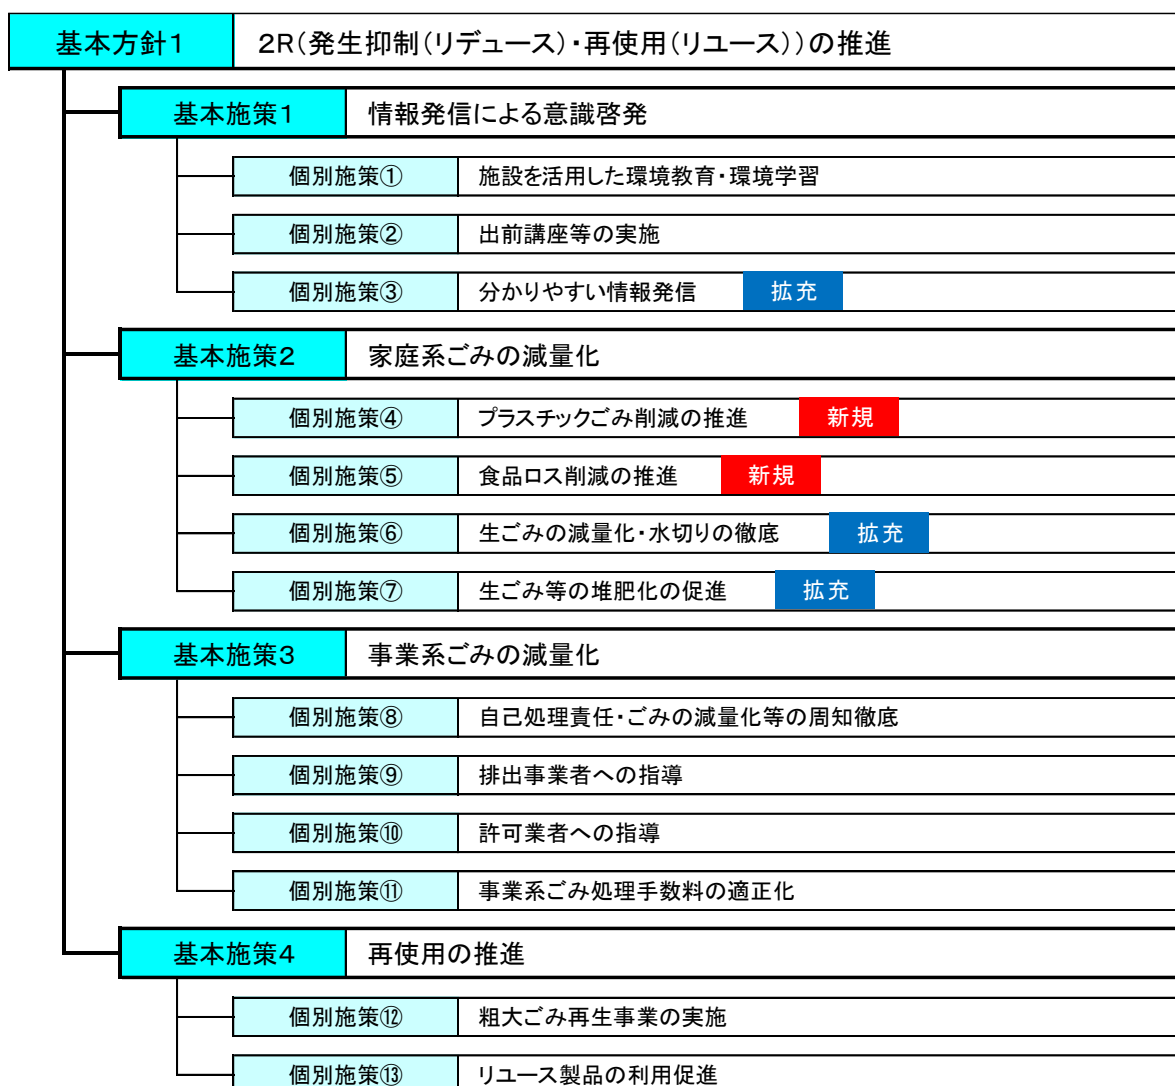 基本方針1 2R(発生抑制(リデュース)・再使用(リユース))の推進
基本施策1 情報発信による意識啓発
個別施策① 施設を活用した環境教育・環境学習
個別施策② 出前講座等の実施
個別施策③ 分かりやすい情報発信 拡充
基本施策2 家庭系ごみの減量化
個別施策④ プラスチックごみ削減の推進 新規
個別施策⑤ 食品ロス削減の推進 新規
個別施策⑥ 生ごみの減量化・水切りの徹底 拡充
個別施策⑦ 生ごみ等の堆肥化の促進 拡充
基本施策3 事業系ごみの減量化
個別施策⑧ 自己処理責任・ごみの減量化等の周知徹底
個別施策⑨ 排出事業者への指導
個別施策⑩ 許可業者への指導
個別施策⑪ 事業系ごみ処理手数料の適正化
基本施策4 再使用の推進
個別施策⑫ 粗大ごみ再生事業の実施
個別施策⑬ リユース製品の利用促進